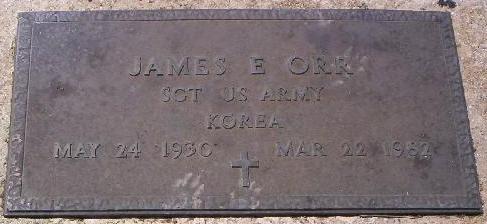 JAMES E ORR
SGT US ARMY
KOREA
MAY 24 1930 MAR 22 1982